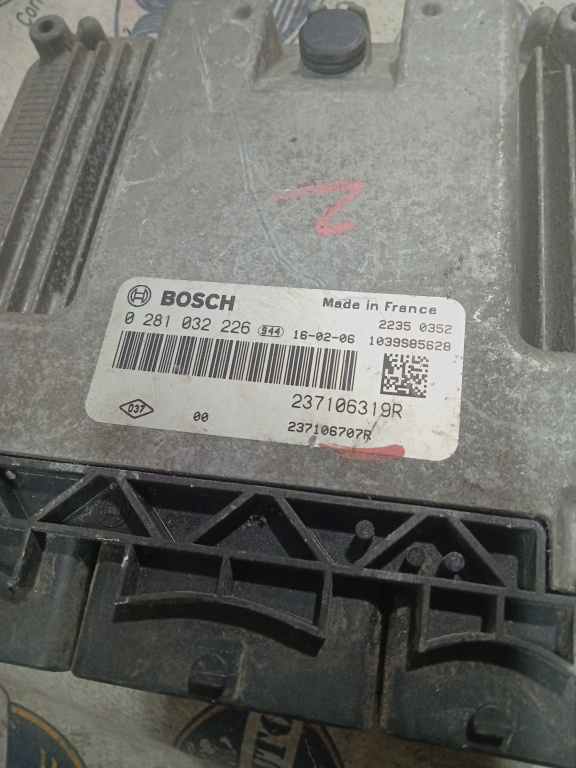 BOSCH
Made in France
0 281 032 226 944 16-02-06
2235 0352
1039S85628
237106319R
037 00 237106707R
2